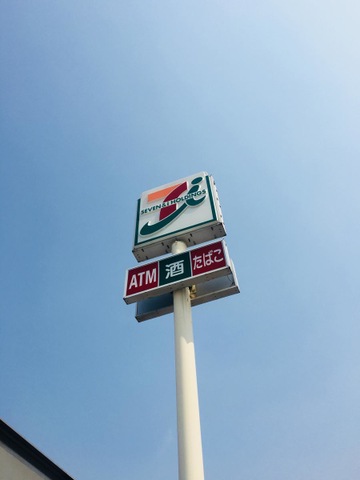 SEVEN&i HOLDINGS
ATM 酒 たばこ